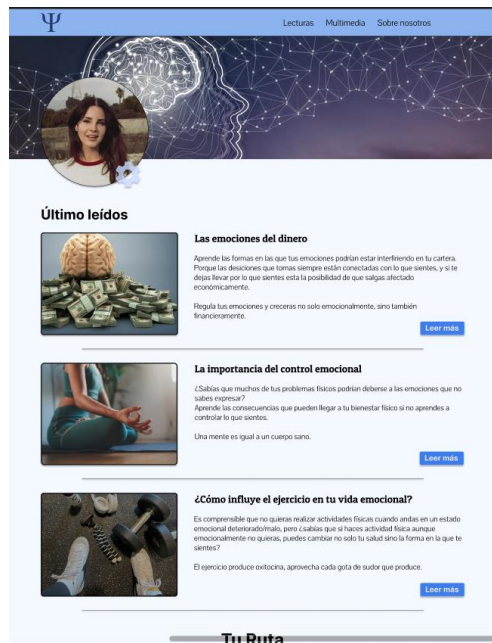 Ψ
Lecturas Multimedia Sobre nosotros
Último leídos
Las emociones del dinero
Aprende las formas en las que tus emociones podrían estar interfiriendo en tu cartera.
Porque las desiciones que tomas siempre están conectadas con lo que sientes, y si te
dejas llevar por lo que sientes esta la posibilidad de que salgas afectado
económicamente.
Regula tus emociones y creceras no solo emocionalmente, sino también
financieramente.
Leer más
La importancia del control emocional
¿Sabías que muchos de tus problemas físicos podrían deberse a las emociones que no
sabes expresar?
Aprende las consecuencias que pueden llegar a tu bienestar físico si no aprendes a
controlar lo que sientes.
Una mente es igual a un cuerpo sano.
Leer más
¿Cómo influye el ejercicio en tu vida emocional?
Es comprensible que no quieras realizar actividades físicas cuando andas en un estado
emocional deteriorado/malo, pero ¿sabías que si haces actividad física aunque
emocionalmente no quieras, puedes cambiar no solo tu salud sino la forma en la que te
sientes?
El ejercicio produce oxitocina, aprovecha cada gota de sudor que produce.
Leer más
Tu Ruta